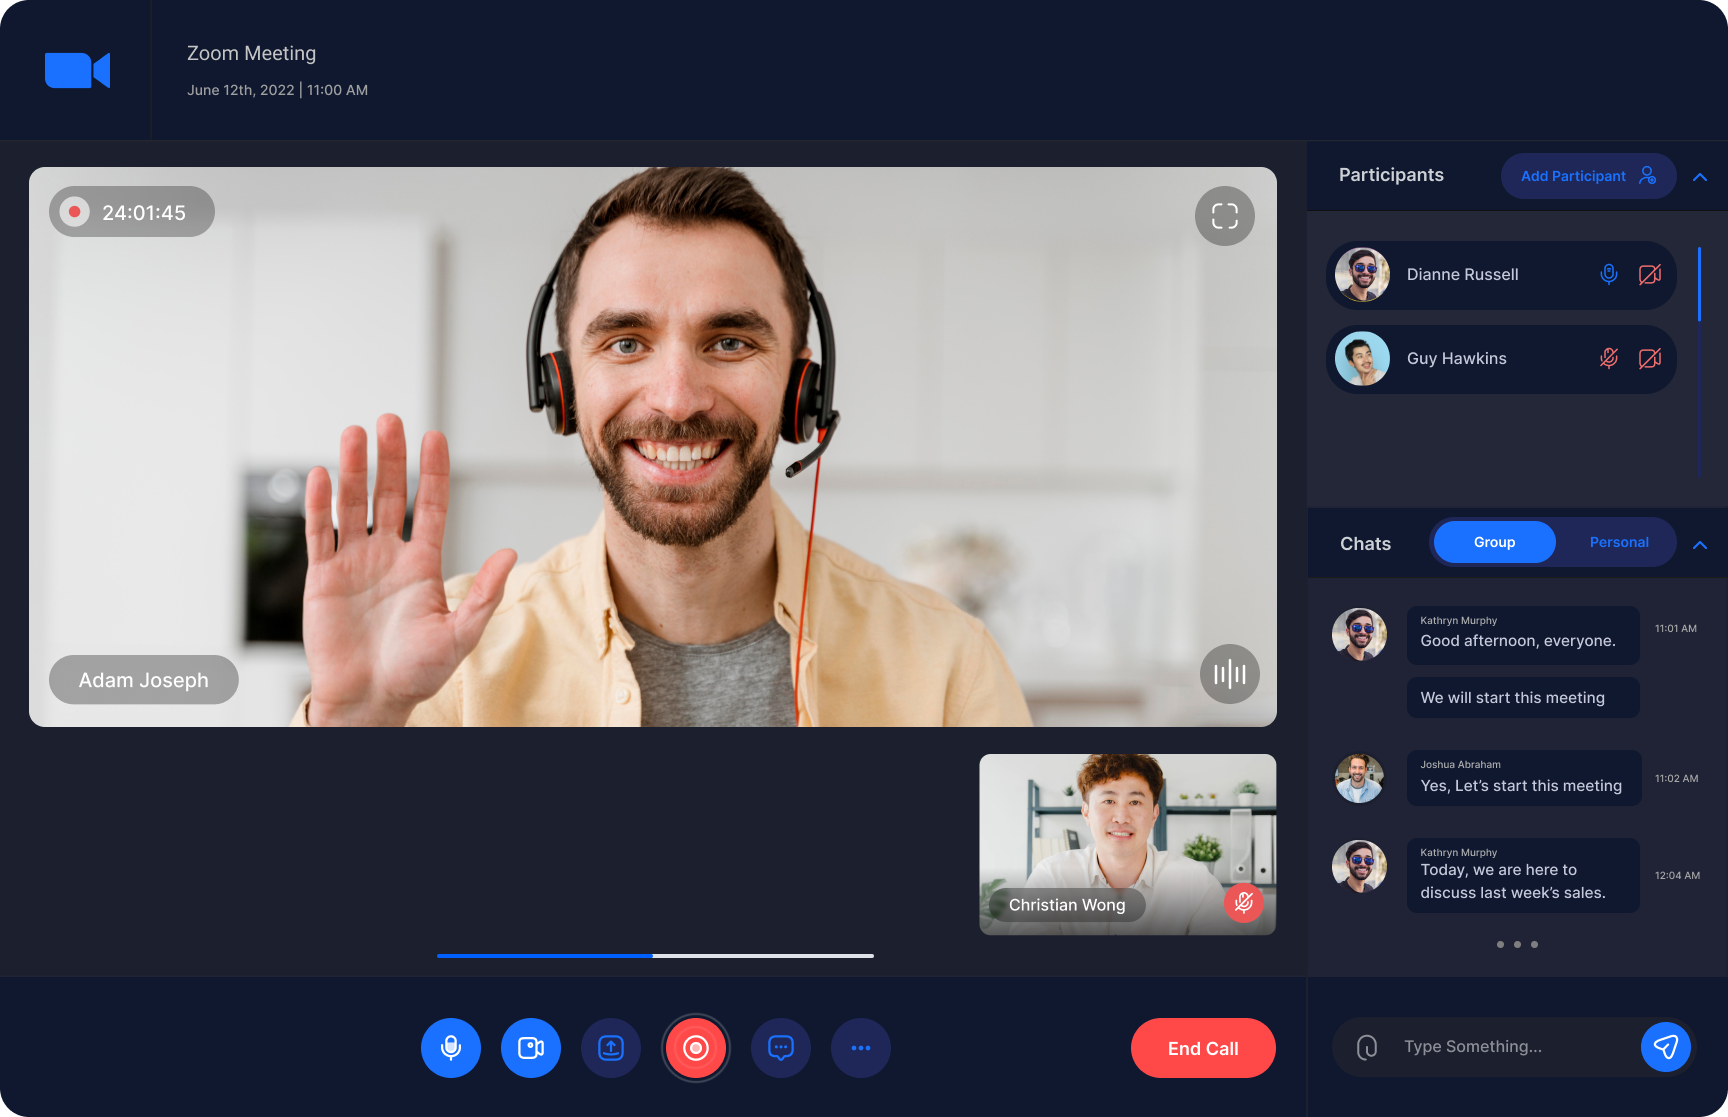 Zoom Meeting
June 12th, 2022 | 11:00 AM
24:01:45
Adam Joseph
Christian Wong
End Call
Participants
Add Participant
Dianne Russell
Guy Hawkins
Chats
Group
Personal
Kathryn Murphy
Good afternoon, everyone.
11:01 AM
We will start this meeting
Joshua Abraham
Yes, Let’s start this meeting
11:02 AM
Kathryn Murphy
Today, we are here to
discuss last week’s sales.
12:04 AM
Type Something...